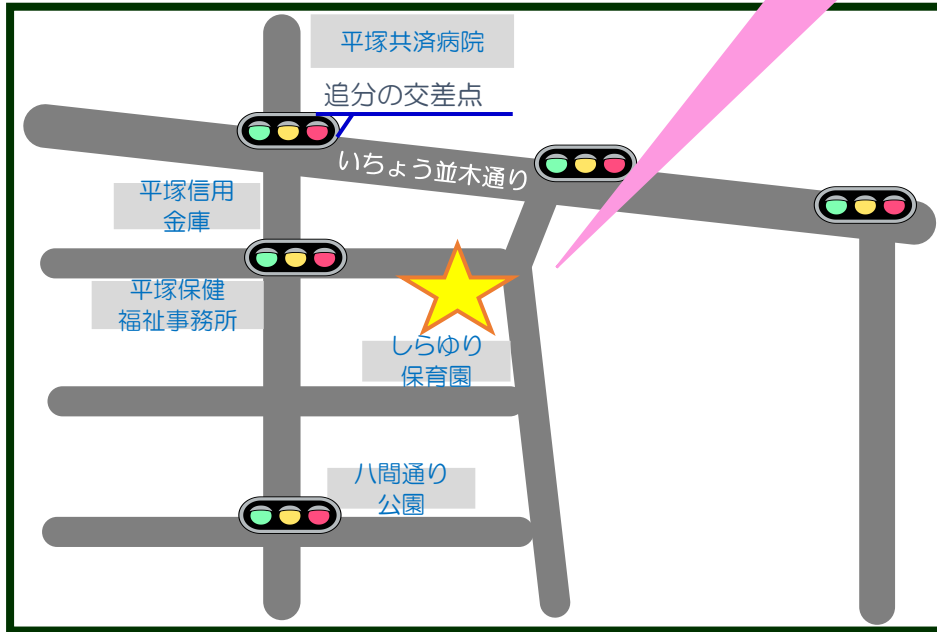 平塚共済病院
追分の交差点
いちょう並木通り
平塚信用
金庫
平塚保健
福祉事務所
しらゆり
保育園
八間通り
公園